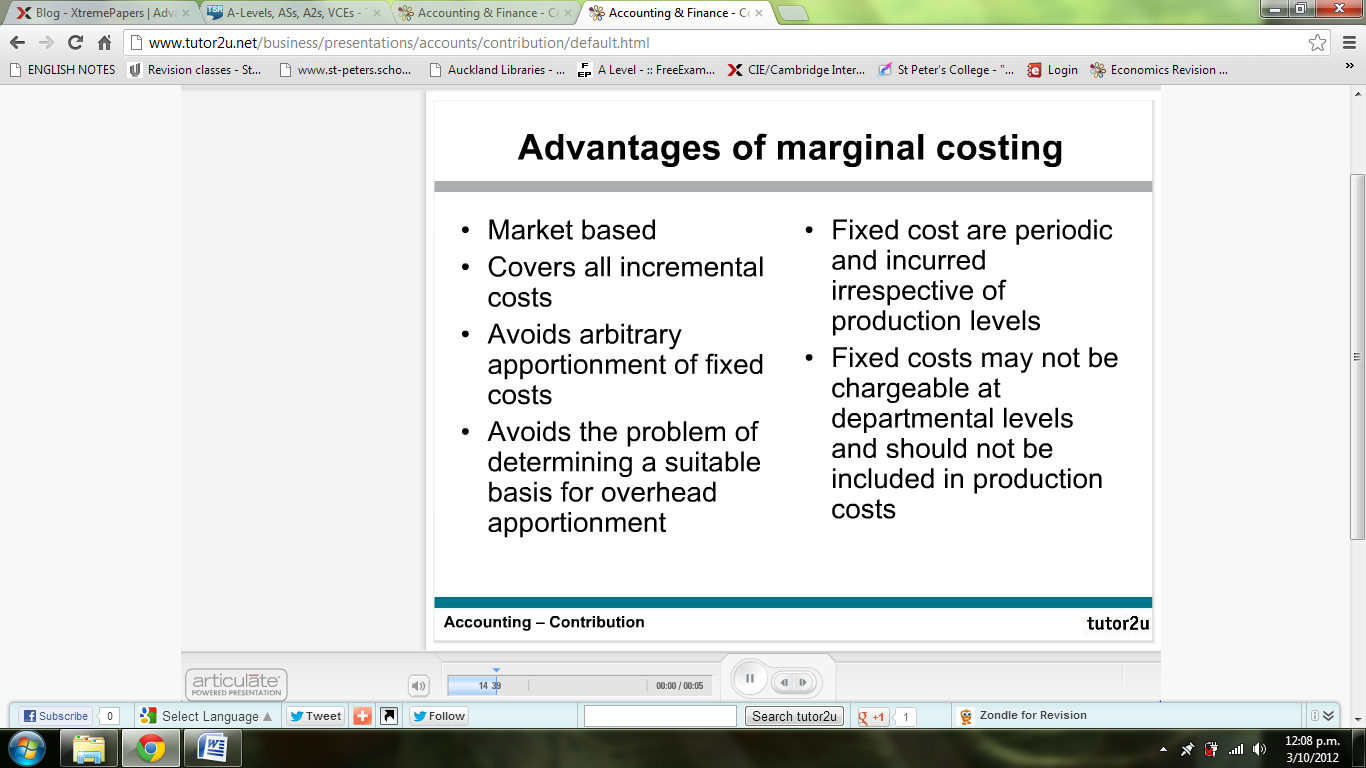 Blog - XtremePapers | Adva
A-Levels, ASs, A2s, VCEs - T
Accounting & Finance - Co
Accounting & Finance - Co
www.tutor2u.net/business/presentations/accounts/contribution/default.html
ENGLISH NOTES
Revision classes - St...
www.st-peters.scho...
Auckland Libraries - ...
A Level - :: FreeExam...
CIE/Cambridge Inter...
St Peter's College - "...
Login
Economics Revision ...
Advantages of marginal costing
• Market based
• Covers all incremental
costs
• Avoids arbitrary
apportionment of fixed
costs
• Avoids the problem of
determining a suitable
basis for overhead
apportionment
• Fixed cost are periodic
and incurred
irrespective of
production levels
• Fixed costs may not be
chargeable at
departmental levels
and should not be
included in production
costs
Accounting – Contribution
tutor2u
articulate
POWERED PRESENTATION
14 39
00:00 / 00:05
Subscribe
0
Select Language
Tweet
Follow
Search tutor2u
+1
1
Zondle for Revision
12:08 p.m.
3/10/2012